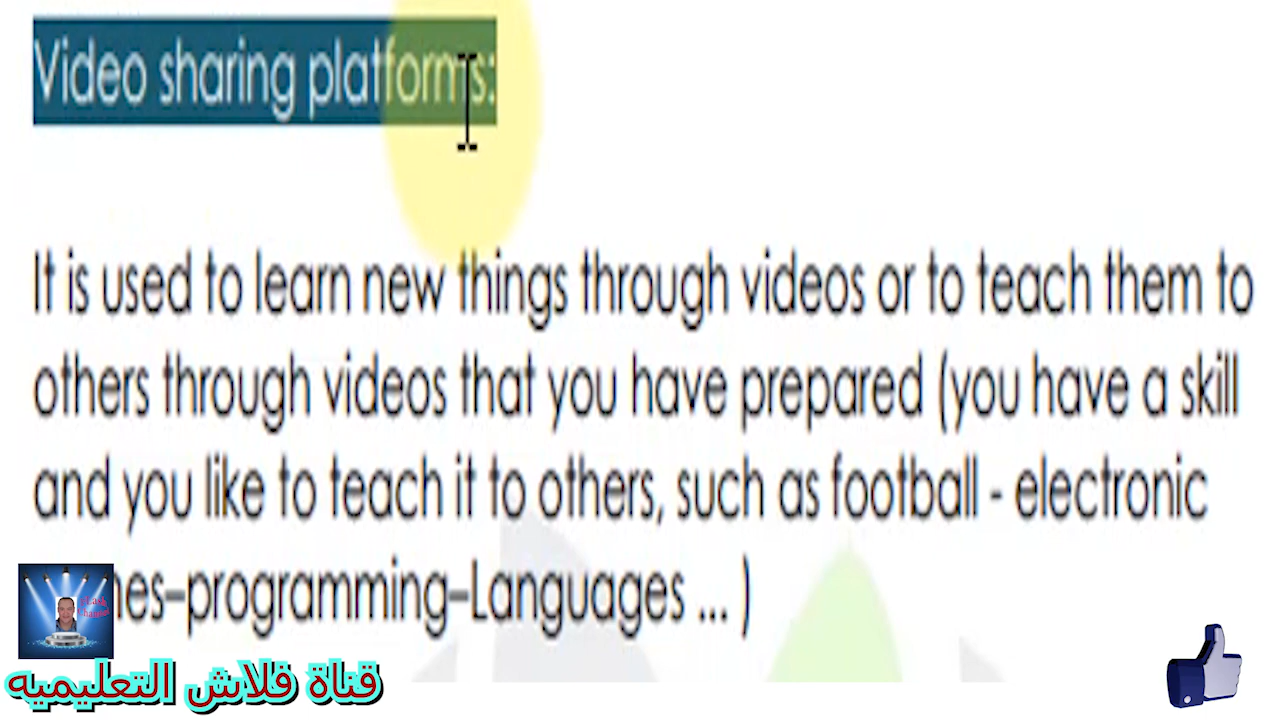 Video sharing platforms:
It is used to learn new things through videos or to teach them to
others through videos that you have prepared (you have a skill
and you like to teach it to others, such as football - electronic
–programming–Languages ... )
Flash
Channel
قناة فلاش التعليميه